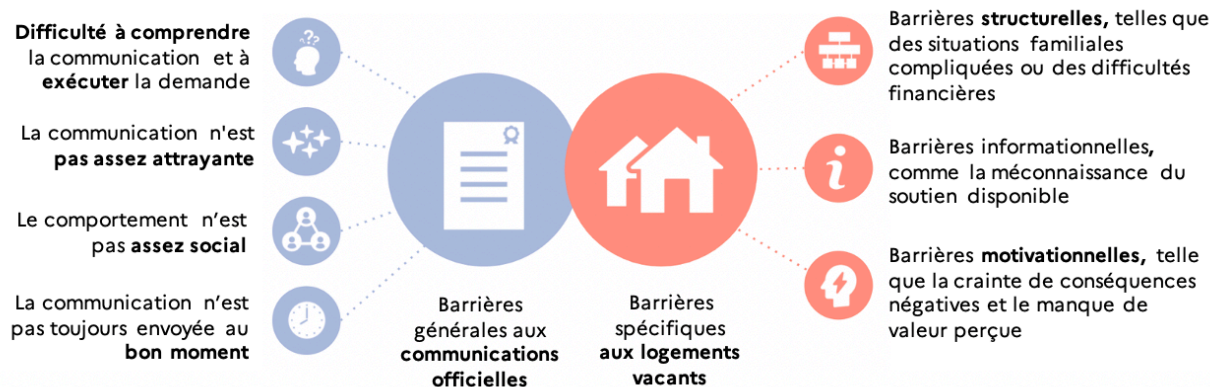 Difficulté à comprendre
la communication et à
exécuter la demande
La communication n'est
pas assez attrayante
Le comportement n’est
pas assez social
La communication n’est
pas toujours envoyée au
bon moment
???
Barrières
générales aux
communications
officielles
Barrières
spécifiques
aux logements
vacants
i
Barrières structurelles, telles que
des situations familiales
compliquées ou des difficultés
financières
Barrières informationnelles,
comme la méconnaissance du
soutien disponible
Barrières motivationnelles, telle
que la crainte de conséquences
négatives et le manque de
valeur perçue